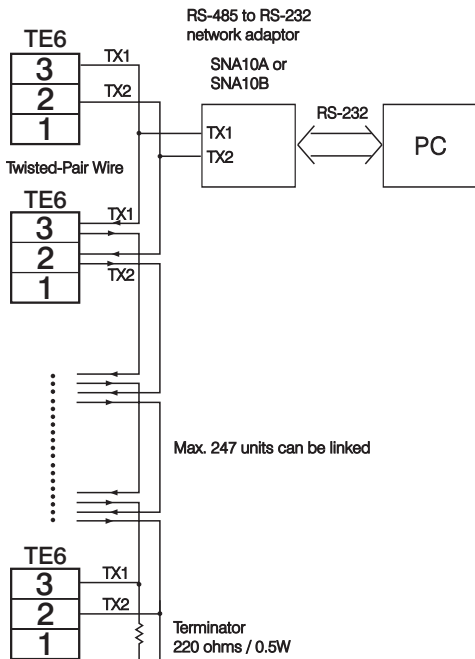 RS-485 to RS-232
network adaptor
SNA10A or
SNA10B
TE6
3
2
1
TX1
TX2
TX1
TX2
RS-232
PC
Twisted-Pair Wire
TE6
3
2
1
TX1
TX2
Max. 247 units can be linked
TE6
3
2
1
TX1
TX2
Terminator
220 ohms / 0.5W